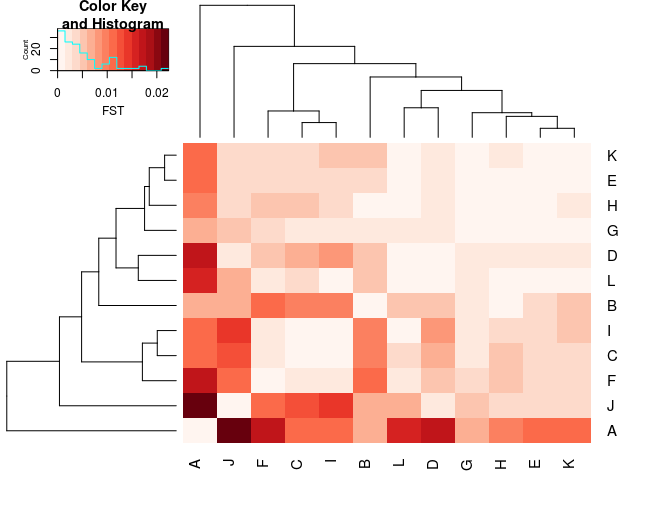 Color Key
and Histogram
Count
0 20
0 0.01 0.02
FST
K
E
H
G
D
L
B
I
C
F
J
A
A J F C I B L D G H E K